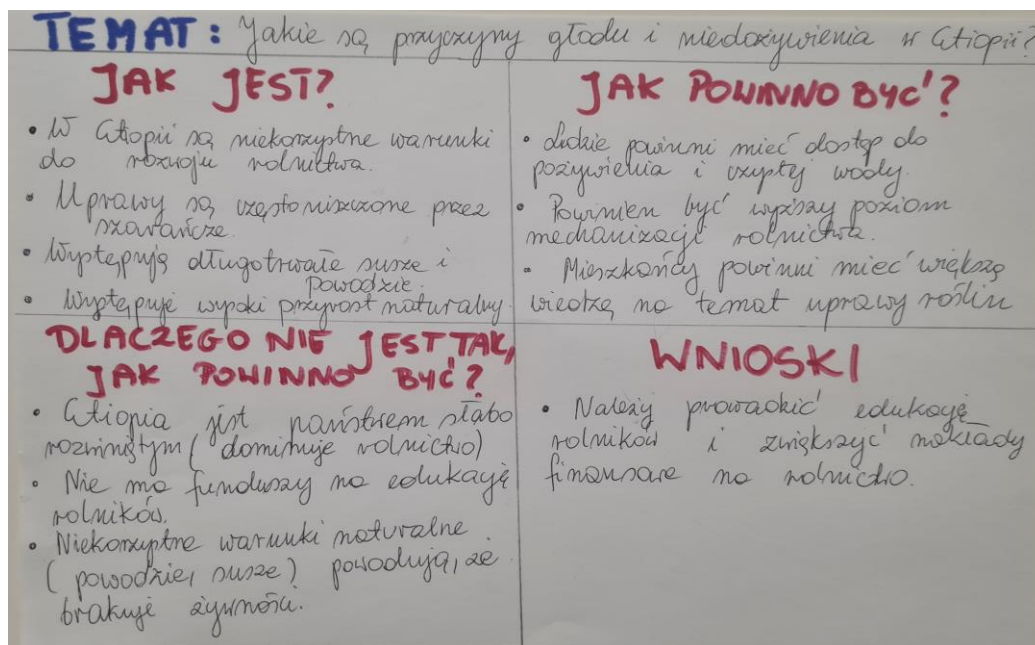 TEMAT: Jakie są przyczyny głodu i niedożywienia w Etiopii?
JAK JEST?
• W Etiopii są niekorzystne warunki
do rozwoju rolnictwa.
• Uprawy są często niszczone przez
szarańcze.
• Występują długotrwałe susze i
powodzie.
• Występuje wysoki przyrost naturalny.
JAK POWINNO BYĆ?
• Ludzie powinni mieć dostęp do
pożywienia i czystej wody.
• Powinien być wyższy poziom
mechanizacji rolnictwa.
• Mieszkańcy powinni mieć większą
wiedzę na temat uprawy roślin
DLACZEGO NIE JEST TAK,
JAK POWINNO BYĆ?
• Etiopia jest państwem słabo
rozwiniętym (dominuje rolnictwo)
• Nie ma funduszy na edukację
rolników.
• Niekorzystne warunki naturalne
(powodzie, susze) powodują, że
brakuje żywności.
WNIOSKI
• Należy prowadzić edukację
rolników i zwiększyć nakłady
finansowe na rolnictwo.